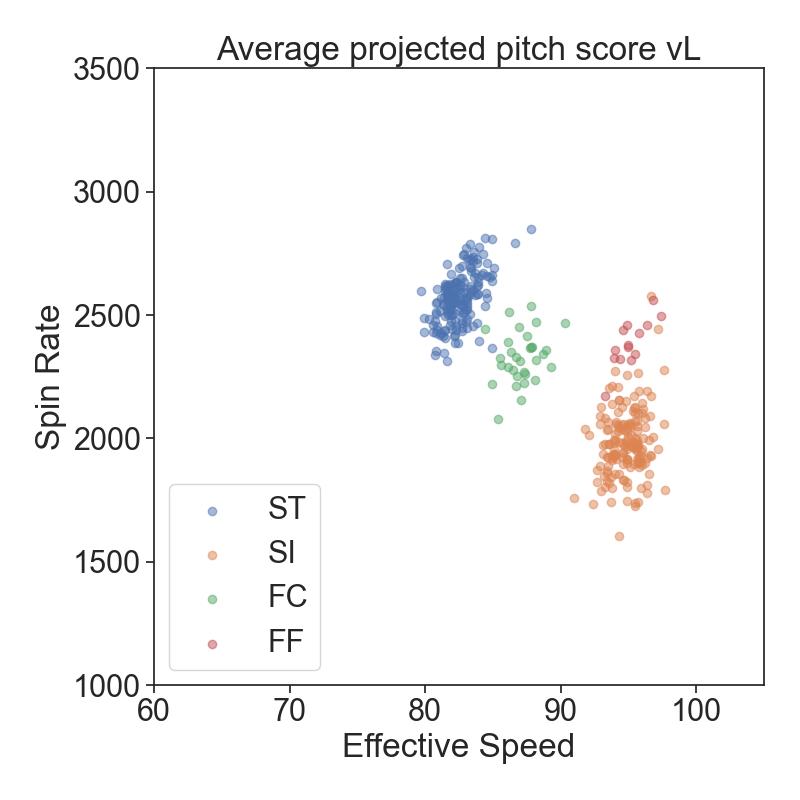 Average projected pitch score vL
3500
3000
2500
2000
1500
1000
Spin Rate
ST
SI
FC
FF
60 70 80 90 100
Effective Speed